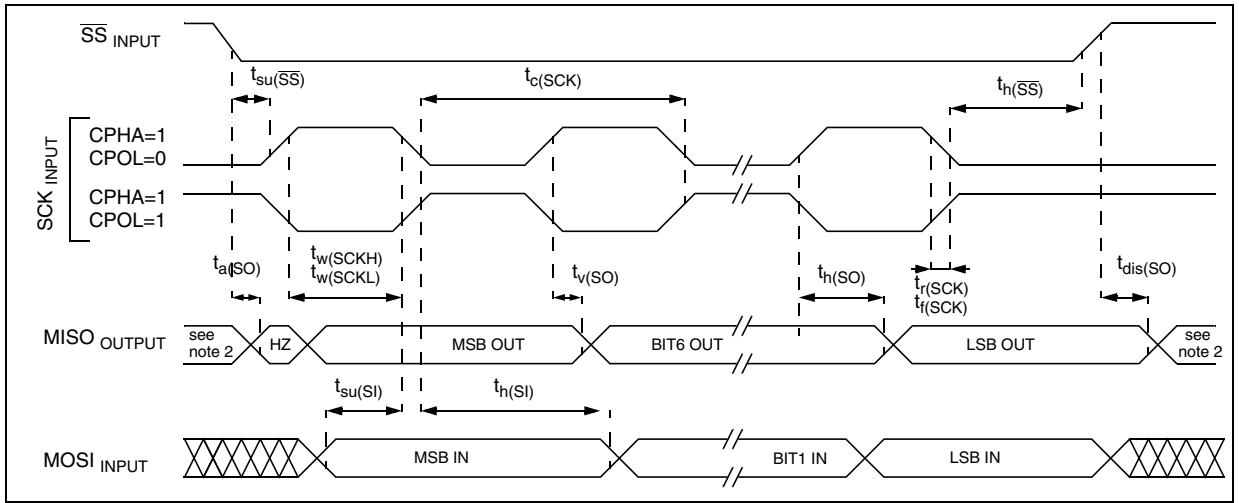 SS INPUT
tsu(SS)
tc(SCK)
th(SS)
SCK INPUT
CPHA=1
CPOL=0
CPHA=1
CPOL=1
ta(SO)
tw(SCKH)
tw(SCKL)
tv(SO)
th(SO)
tr(SCK)
tf(SCK)
tdis(SO)
MISO OUTPUT
see
note 2
HZ
MSB OUT
BIT6 OUT
LSB OUT
see
note 2
tsu(SI)
th(SI)
MOSI INPUT
MSB IN
BIT1 IN
LSB IN